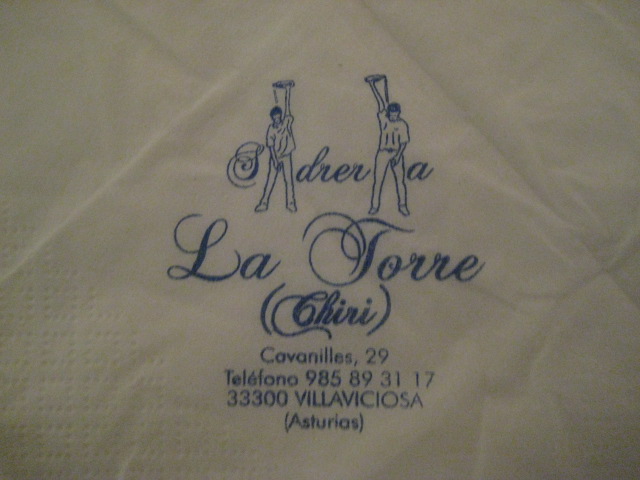 Sidrería
La Torre
(Chiri)
Cavanilles, 29
Teléfono 985 89 31 17
33300 VILLAVICIOSA
(Asturias)